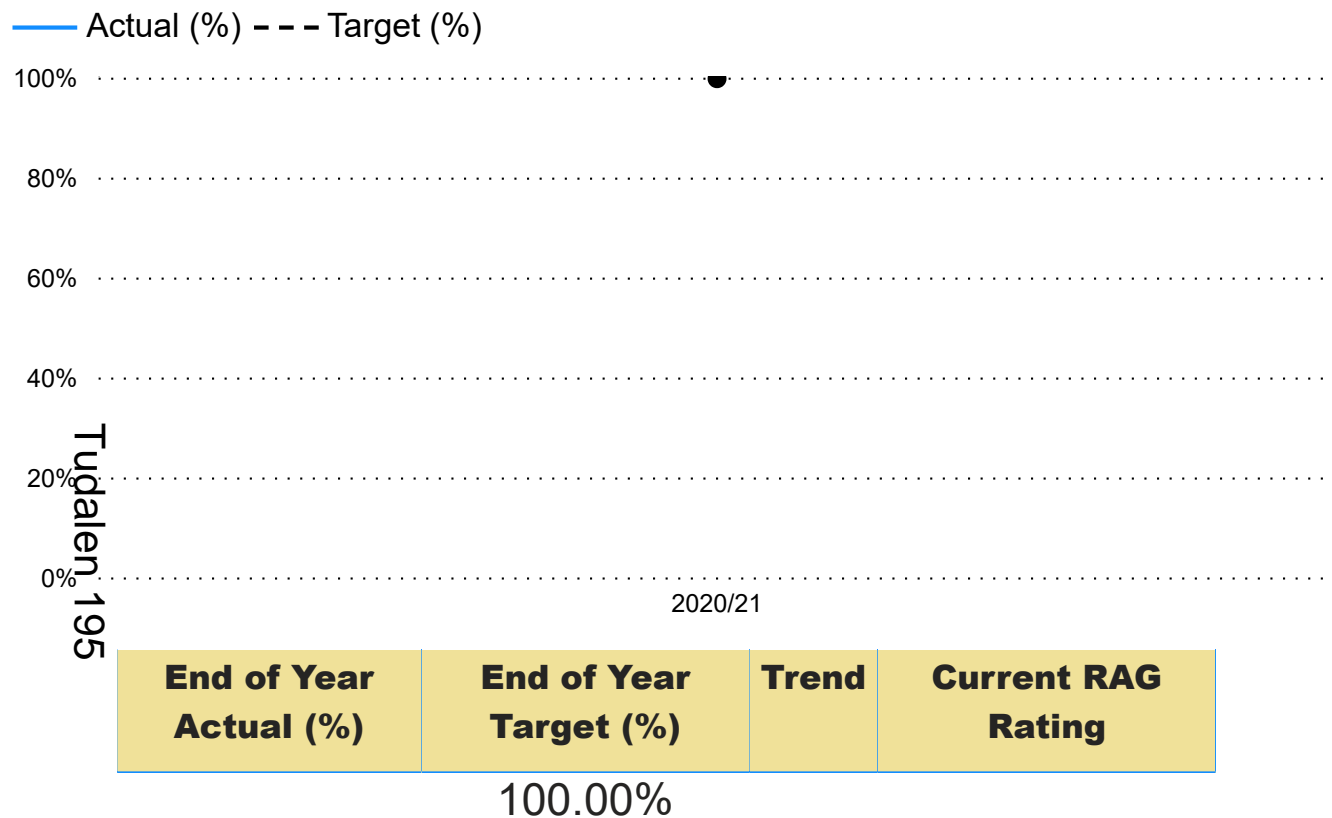 Actual (%) Target (%)
100%
80%
60%
40%
20%
0%
2020/21
Tudalen 195
End of Year Actual (%) End of Year Target (%) Trend Current RAG Rating
100.00%